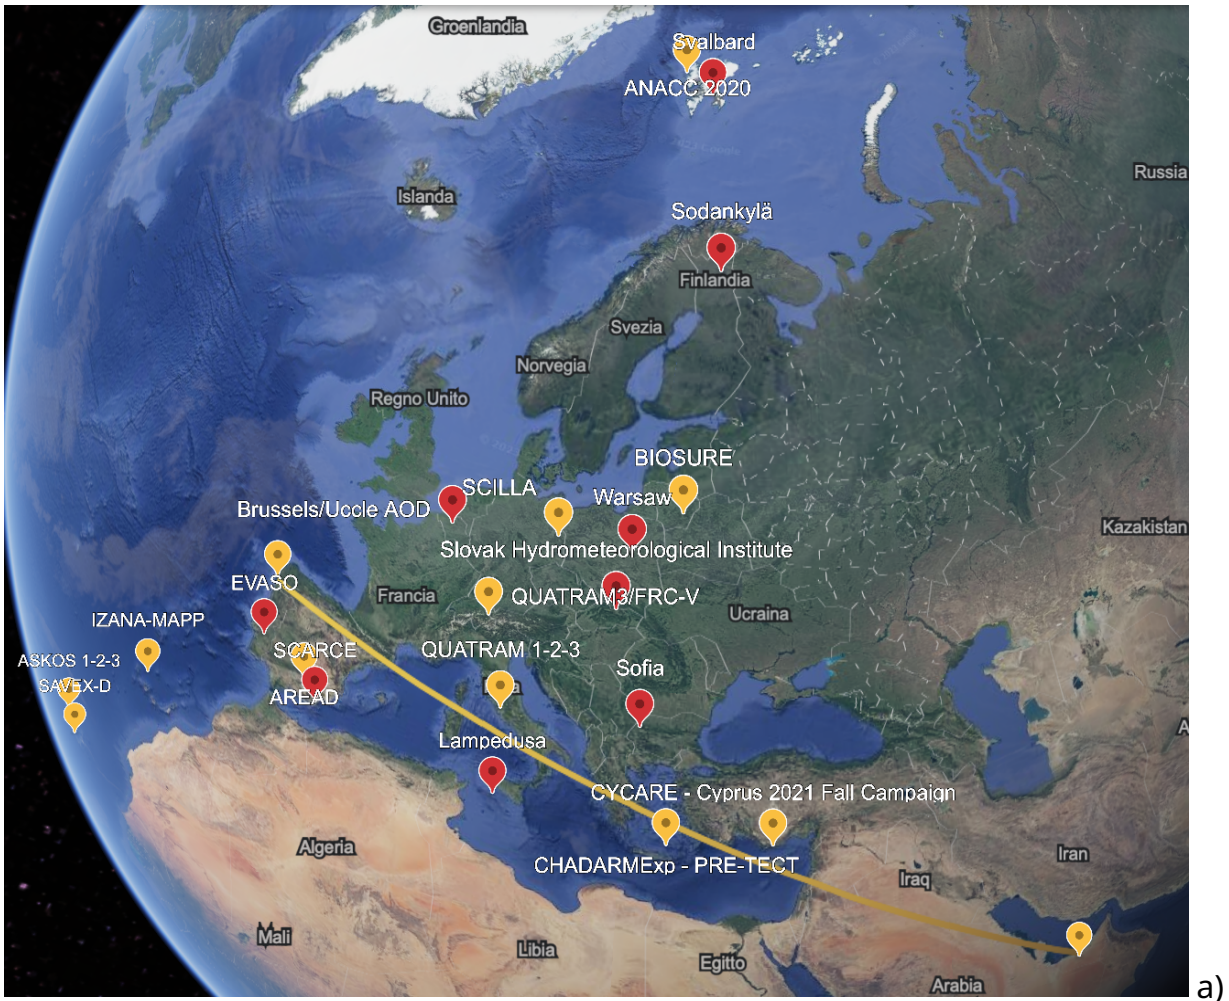 Groenlandia
Svalbard
ANACC 2020
Russia
Islanda
Sodankylä
Finlandia
Svezia
Norvegia
Regno Unito
BIOSURE
SCILLA
Warsaw
Brussels/Uccle AOD
Kazakistan
Slovak Hydrometeorological Institute
EVASO
Francia
QUATRAM3/FRC-V
Ucraina
IZANA-MAPP
SCARCE
QUATRAM 1-2-3
ASKOS 1-2-3
Sofia
SAVEX-D
AREAD
Lampedusa
CYCARE - Cyprus 2021 Fall Campaign
Algeria
Iran
CHADARMExp - PRE-TECT
Iraq
Mali
Libia
Egitto
Arabia
a)